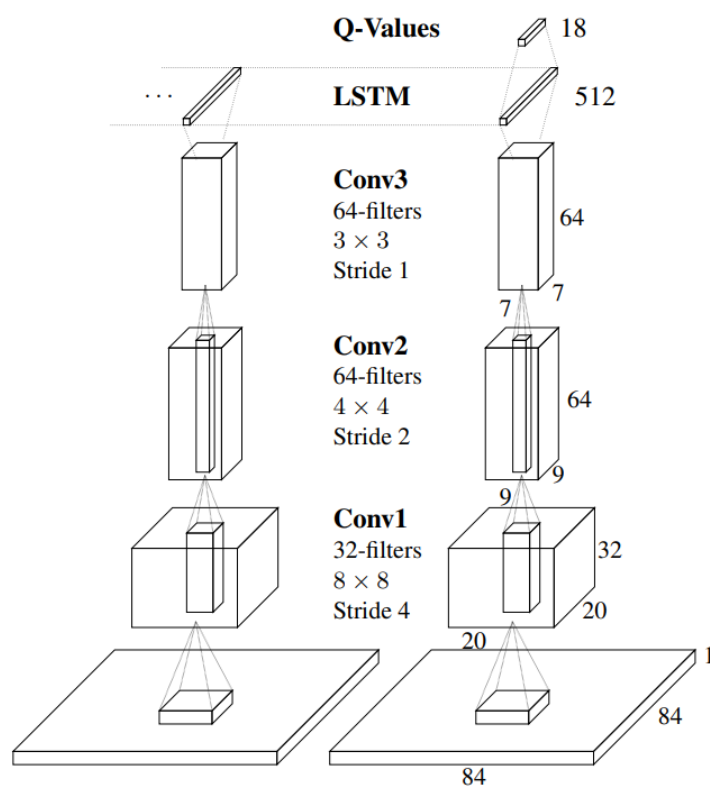 Q-Values 18
... LSTM 512
Conv3
64-filters
3 × 3
Stride 1
64
7
7
Conv2
64-filters
4 × 4
Stride 2
64
9
9
Conv1
32-filters
8 × 8
Stride 4
32
20
20
1
84
84